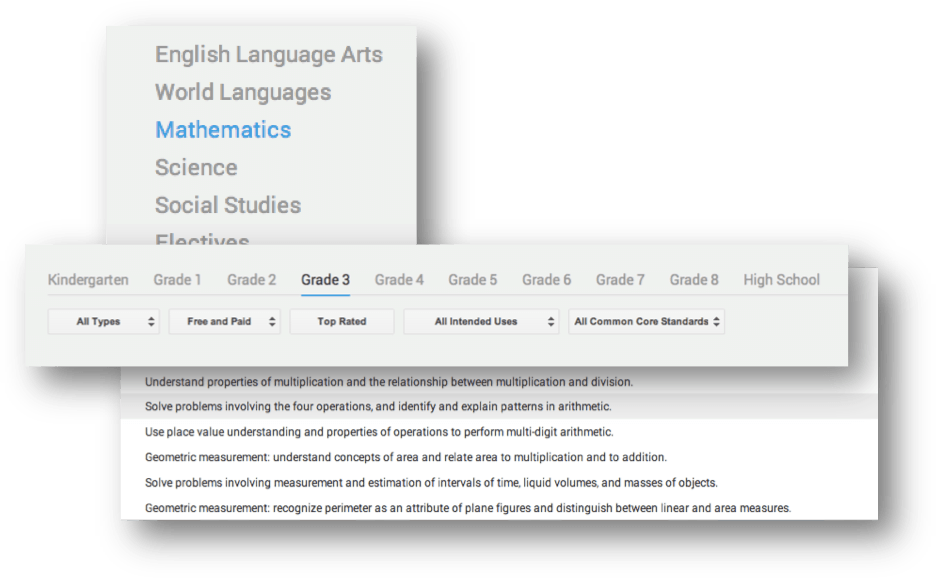 English Language Arts
World Languages
Mathematics
Science
Social Studies
Electives
Kindergarten Grade 1 Grade 2 Grade 3 Grade 4 Grade 5 Grade 6 Grade 7 Grade 8 High School
All Types Free and Paid Top Rated All Intended Uses All Common Core Standards
Understand properties of multiplication and the relationship between multiplication and division.
Solve problems involving the four operations, and identify and explain patterns in arithmetic.
Use place value understanding and properties of operations to perform multi-digit arithmetic.
Geometric measurement: understand concepts of area and relate area to multiplication and to addition.
Solve problems involving measurement and estimation of intervals of time, liquid volumes, and masses of objects.
Geometric measurement: recognize perimeter as an attribute of plane figures and distinguish between linear and area measures.